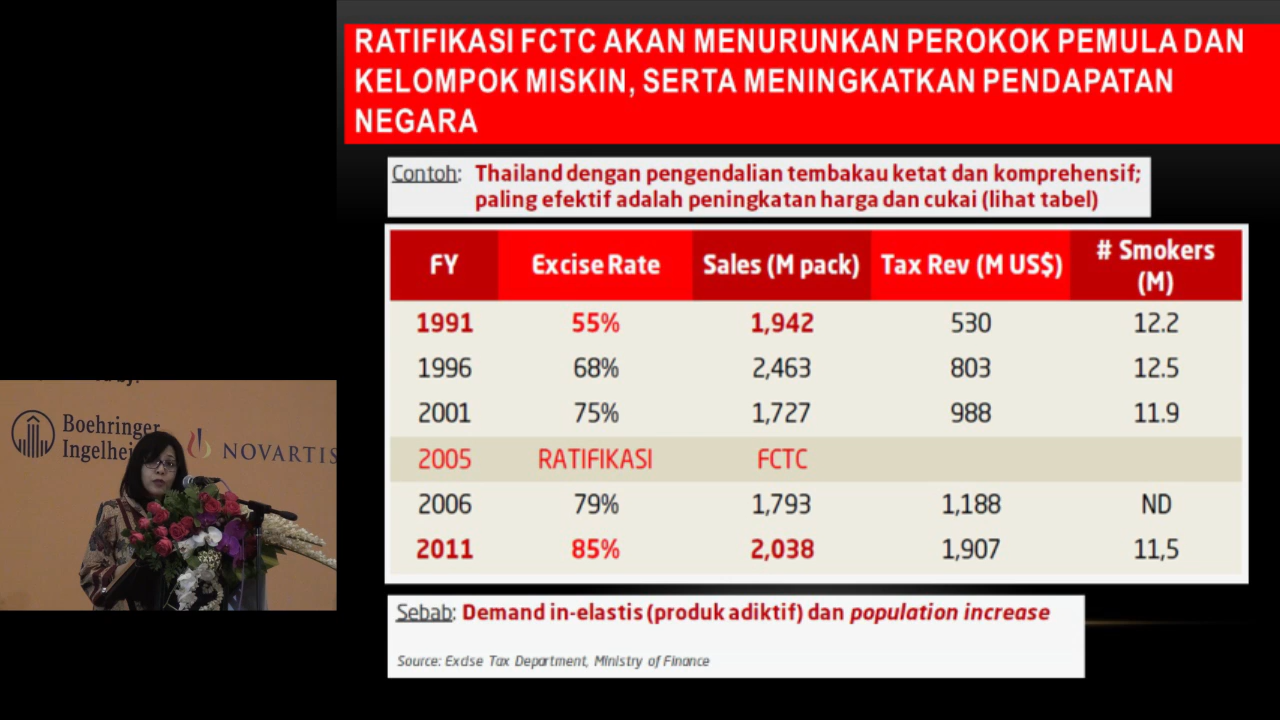 RATIFIKASI FCTC AKAN MENURUNKAN PEROKOK PEMULA DAN
KELOMPOK MISKIN, SERTA MENINGKATKAN PENDAPATAN
NEGARA
Contoh: Thailand dengan pengendalian tembakau ketat dan komprehensif;
paling efektif adalah peningkatan harga dan cukai (lihat tabel)
FY Excise Rate Sales (M pack) Tax Rev (M US$) # Smokers
(M)
1991 55% 1,942 530 12.2
1996 68% 2,463 803 12.5
2001 75% 1,727 988 11.9
2005 RATIFIKASI FCTC
2006 79% 1,793 1,188 ND
2011 85% 2,038 1,907 11,5
Sebab: Demand in-elastis (produk adiktif) dan population increase
Source: Excise Tax Department, Ministry of Finance
Boehringer
NOVARTIS